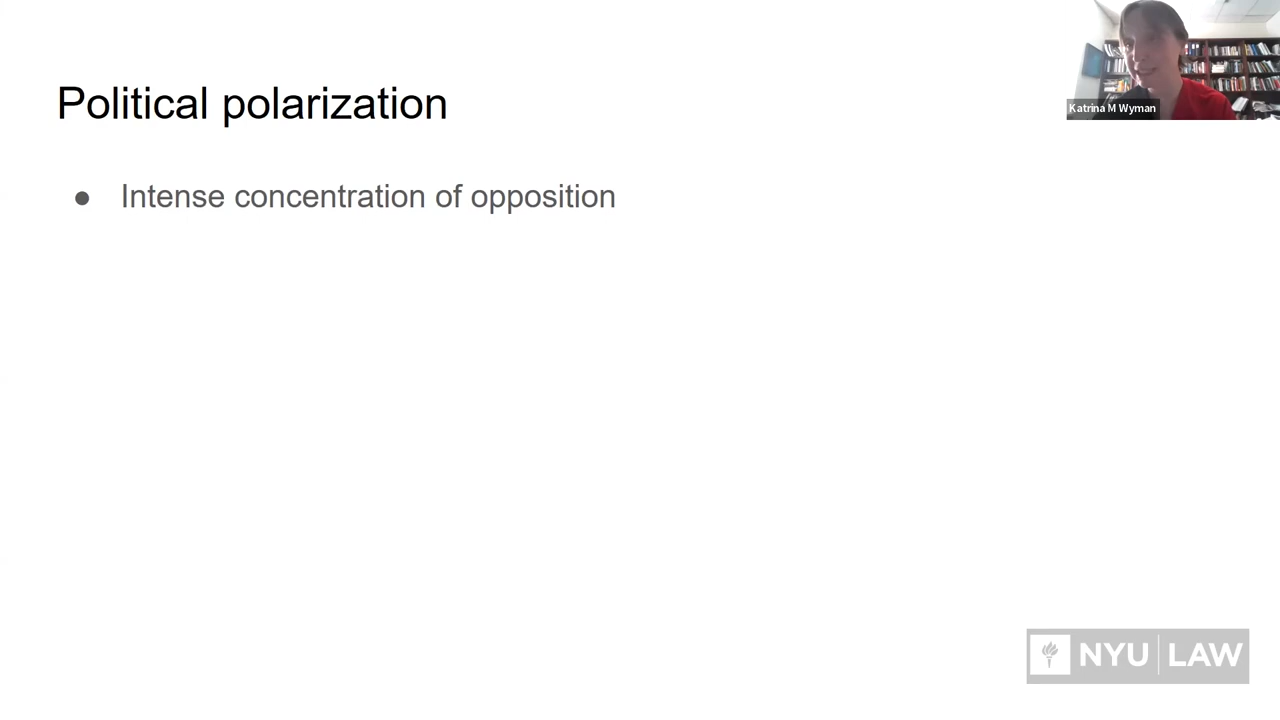 Political polarization
Katrina M Wyman
● Intense concentration of opposition
NYU | LAW